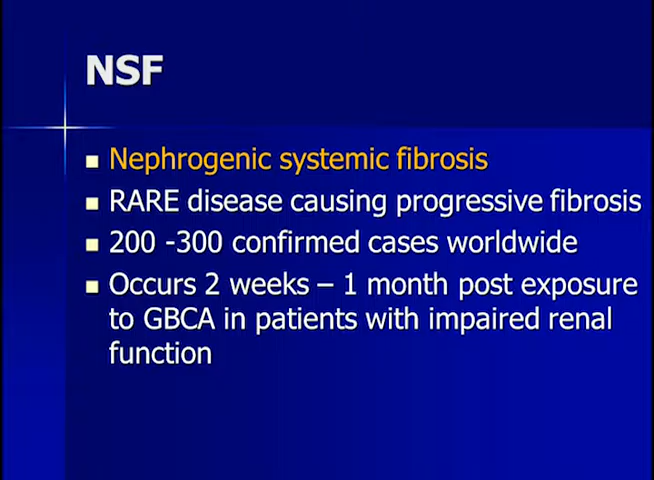 NSF
Nephrogenic systemic fibrosis
RARE disease causing progressive fibrosis
200 -300 confirmed cases worldwide
Occurs 2 weeks – 1 month post exposure
to GBCA in patients with impaired renal
function